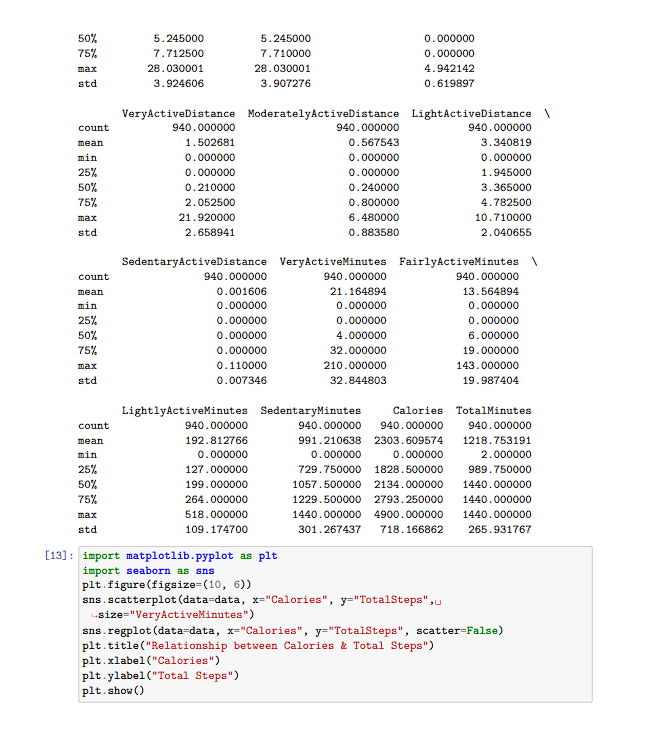 50% 5.245000 5.245000 0.000000
75% 7.712500 7.710000 0.000000
max 28.030001 28.030001 4.942142
std 3.924606 3.907276 0.619897
VeryActiveDistance ModeratelyActiveDistance LightActiveDistance \
count 940.000000 940.000000 940.000000
mean 1.502681 0.567543 3.340819
min 0.000000 0.000000 0.000000
25% 0.000000 0.000000 1.945000
50% 0.210000 0.240000 3.365000
75% 2.052500 0.800000 4.782500
max 21.920000 6.480000 10.710000
std 2.658941 0.883580 2.040655
SedentaryActiveDistance VeryActiveMinutes FairlyActiveMinutes \
count 940.000000 940.000000 940.000000
mean 0.001606 21.164894 13.564894
min 0.000000 0.000000 0.000000
25% 0.000000 0.000000 0.000000
50% 0.000000 4.000000 6.000000
75% 0.000000 32.000000 19.000000
max 0.110000 210.000000 143.000000
std 0.007346 32.844803 19.987404
LightlyActiveMinutes SedentaryMinutes Calories TotalMinutes
count 940.000000 940.000000 940.000000 940.000000
mean 192.812766 991.210638 2303.609574 1218.753191
min 0.000000 0.000000 0.000000 2.000000
25% 127.000000 729.750000 1828.500000 989.750000
50% 199.000000 1057.500000 2134.000000 1440.000000
75% 264.000000 1229.500000 2793.250000 1440.000000
max 518.000000 1440.000000 4900.000000 1440.000000
std 109.174700 301.267437 718.166862 265.931767
[13]: import matplotlib.pyplot as plt
import seaborn as sns
plt.figure(figsize=(10, 6))
sns.scatterplot(data=data, x="Calories", y="TotalSteps",␣
↪size="VeryActiveMinutes")
sns.regplot(data=data, x="Calories", y="TotalSteps", scatter=False)
plt.title("Relationship between Calories & Total Steps")
plt.xlabel("Calories")
plt.ylabel("Total Steps")
plt.show()